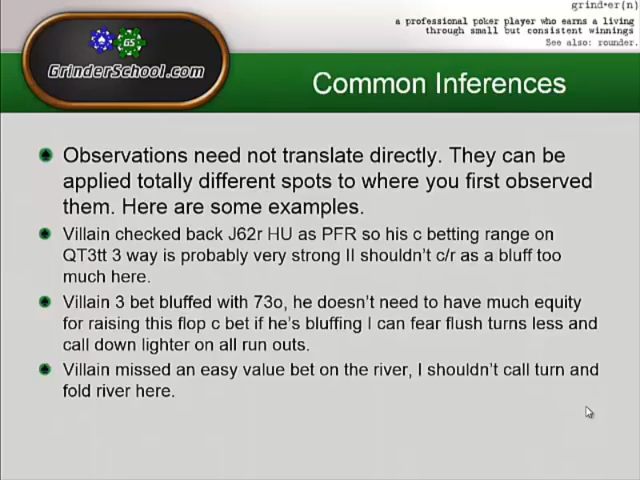 grind•er(n)
a professional poker player who earns a living
through small but consistent winnings
See also: rounder.
GS
GrinderSchool.com
Common Inferences
Observations need not translate directly. They can be
applied totally different spots to where you first observed
them. Here are some examples.
Villain checked back J62r HU as PFR so his c betting range on
QT3tt 3 way is probably very strong II shouldn't c/r as a bluff too
much here.
Villain 3 bet bluffed with 73o, he doesn't need to have much equity
for raising this flop c bet if he's bluffing I can fear flush turns less and
call down lighter on all run outs.
Villain missed an easy value bet on the river, I shouldn't call turn and
fold river here.